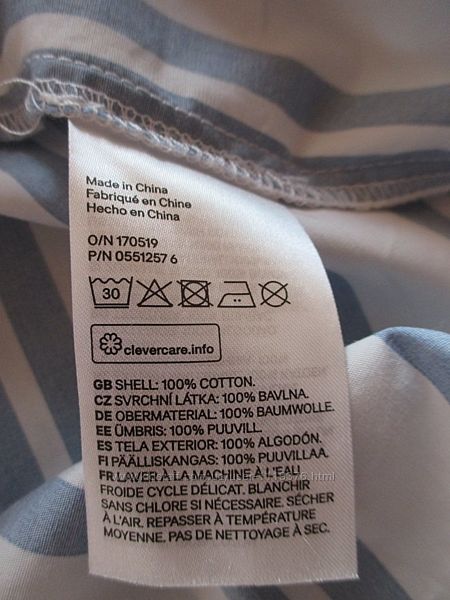 Made in China
Fabriqué en Chine
Hecho en China
O/N 170519
P/N 0551257 6
30
clevercare.info
GB SHELL: 100% COTTON.
CZ SVRCHNÍ LÁTKA: 100% BAVLNA.
DE OBERMATERIAL: 100% BAUMWOLLE.
EE ÜMBRIS: 100% PUUVILL.
ES TELA EXTERIOR: 100% ALGODÓN.
FI PÄÄLLISKANGAS: 100% PUUVILLAA.
FR LAVER À LA MACHINE À L'EAU
FROIDE CYCLE DÉLICAT. BLANCHIR
SANS CHLORE SI NÉCESSAIRE. SÉCHER
À L'AIR. REPASSER À TEMPÉRATURE
MOYENNE. PAS DE NETTOYAGE À SEC.